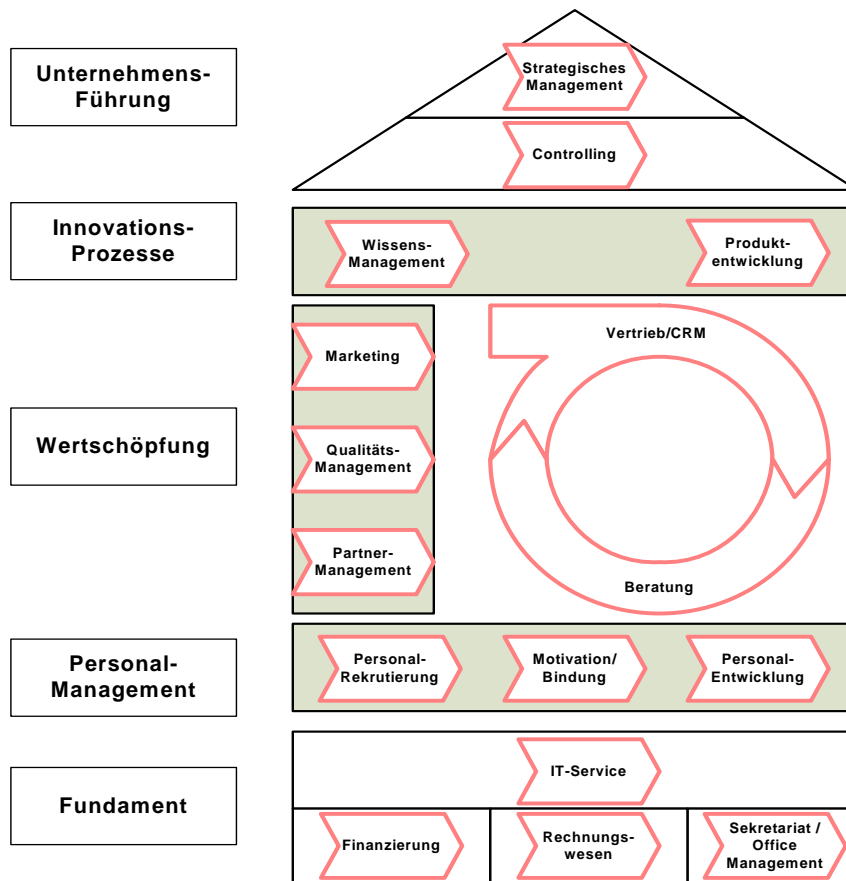 Unternehmens-
Führung
Strategisches
Management
Controlling
Innovations-
Prozesse
Wissens-
Management
Produkt-
entwicklung
Wertschöpfung
Marketing
Qualitäts-
Management
Partner-
Management
Vertrieb/CRM
Beratung
Personal-
Management
Personal-
Rekrutierung
Motivation/
Bindung
Personal-
Entwicklung
Fundament
IT-Service
Finanzierung
Rechnungs-
wesen
Sekretariat /
Office
Management